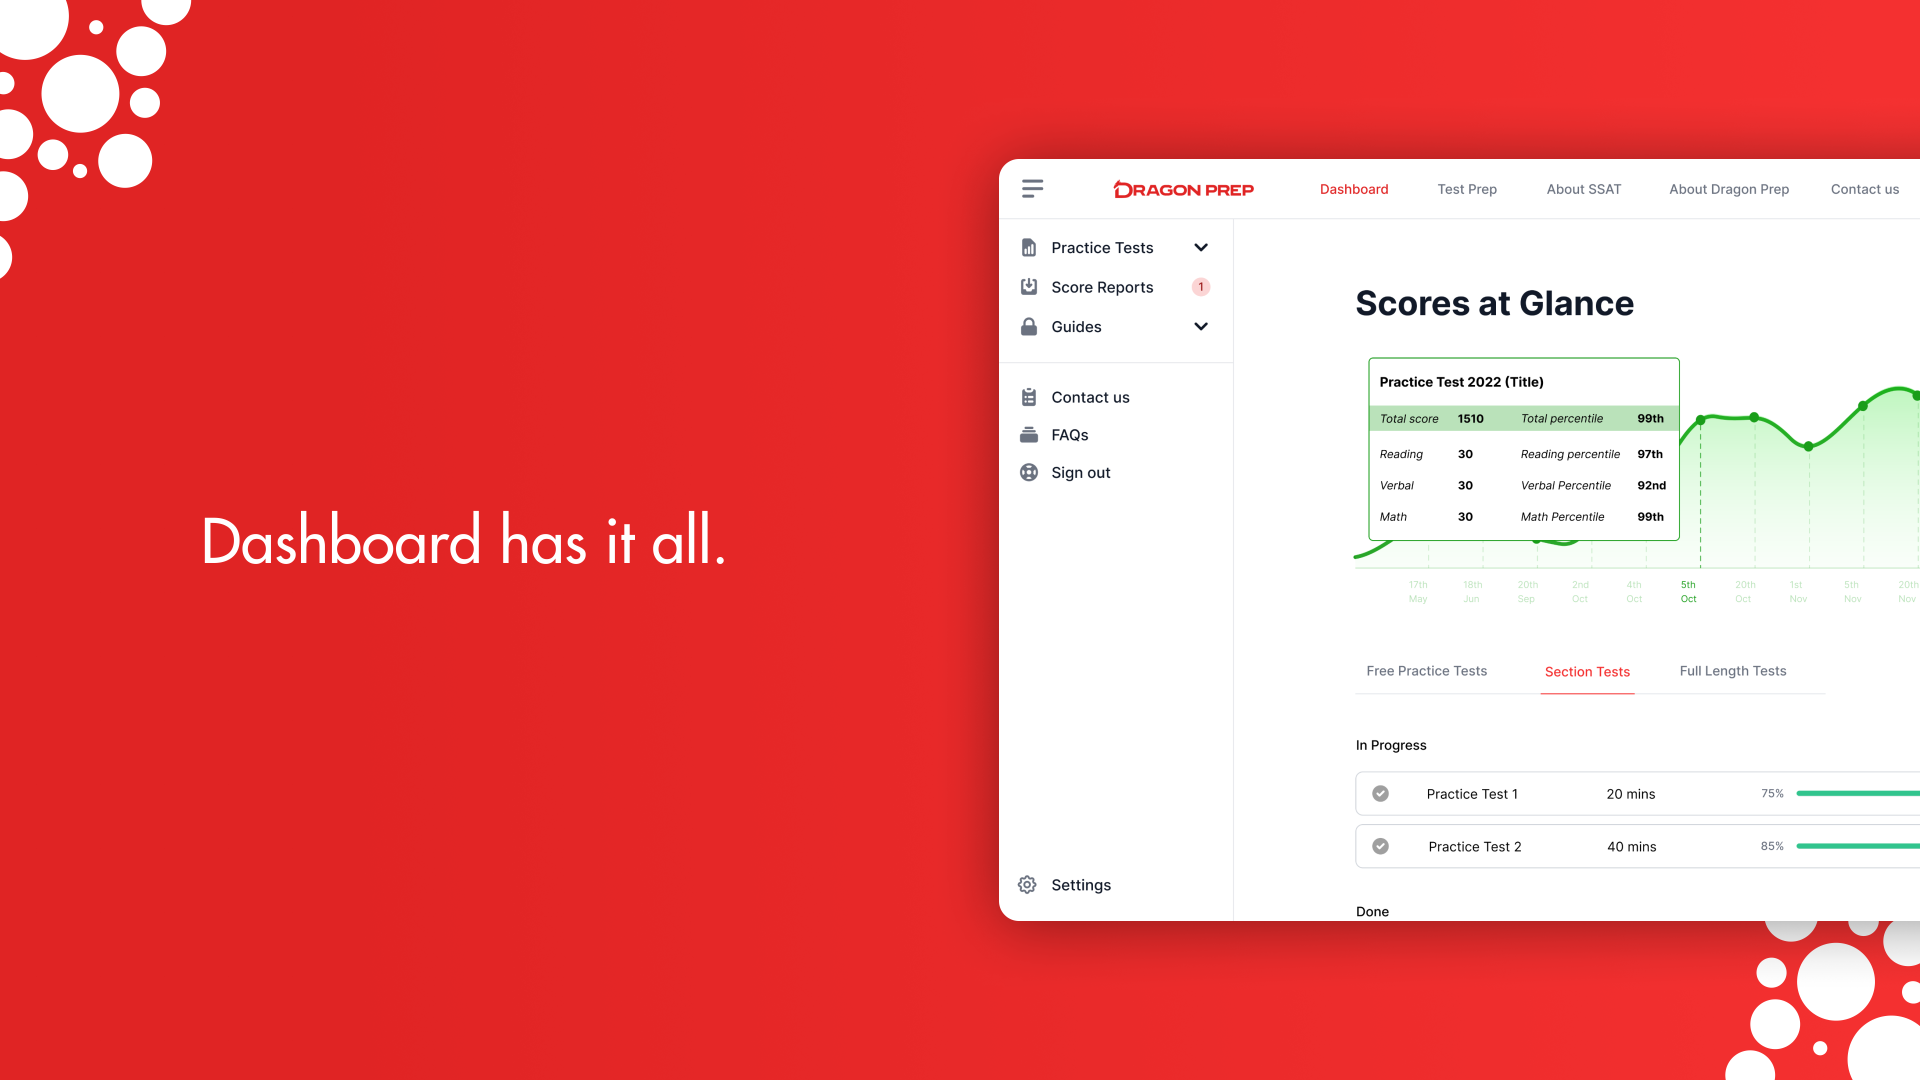 Dashboard has it all.
DRAGON PREP
Dashboard
Test Prep
About SSAT
About Dragon Prep
Contact us
Practice Tests
Score Reports
1
Guides
Contact us
FAQs
Sign out
Settings
Scores at Glance
Practice Test 2022 (Title)
Total score 1510 Total percentile 99th
Reading 30 Reading percentile 97th
Verbal 30 Verbal Percentile 92nd
Math 30 Math Percentile 99th
17th May
18th Jun
20th Sep
2nd Oct
4th Oct
5th Oct
20th Oct
1st Nov
5th Nov
20th Nov
Free Practice Tests
Section Tests
Full Length Tests
In Progress
Practice Test 1 20 mins 75%
Practice Test 2 40 mins 85%
Done